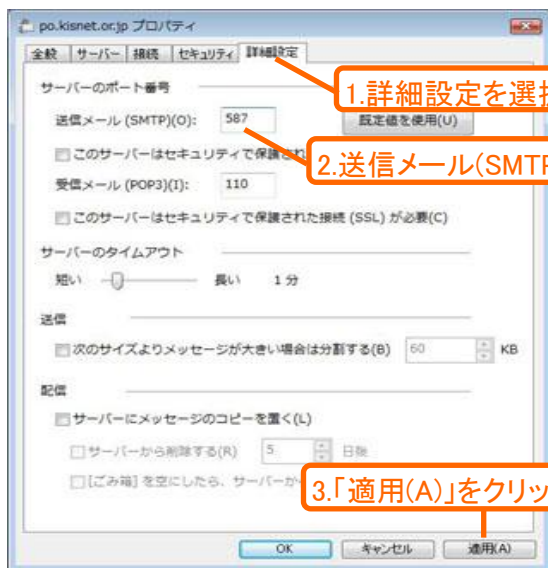 po.kisnet.or.jp プロパティ
全般 サーバー 接続 セキュリティ 詳細設定
サーバーのポート番号
1.詳細設定を選択
送信メール (SMTP)(O): 587 既定値を使用(U)
このサーバーはセキュリティで保護され
2.送信メール(SMTP
受信メール (POP3)(I): 110
このサーバーはセキュリティで保護された接続 (SSL) が必要(C)
サーバーのタイムアウト
短い 長い 1 分
送信
次のサイズよりメッセージが大きい場合は分割する(B) 60 KB
配信
サーバーにメッセージのコピーを置く(L)
サーバーから削除する(R) 5 日後
[ごみ箱] を空にしたら、サーバーか
3.「適用(A)」をクリッ
OK キャンセル 適用(A)